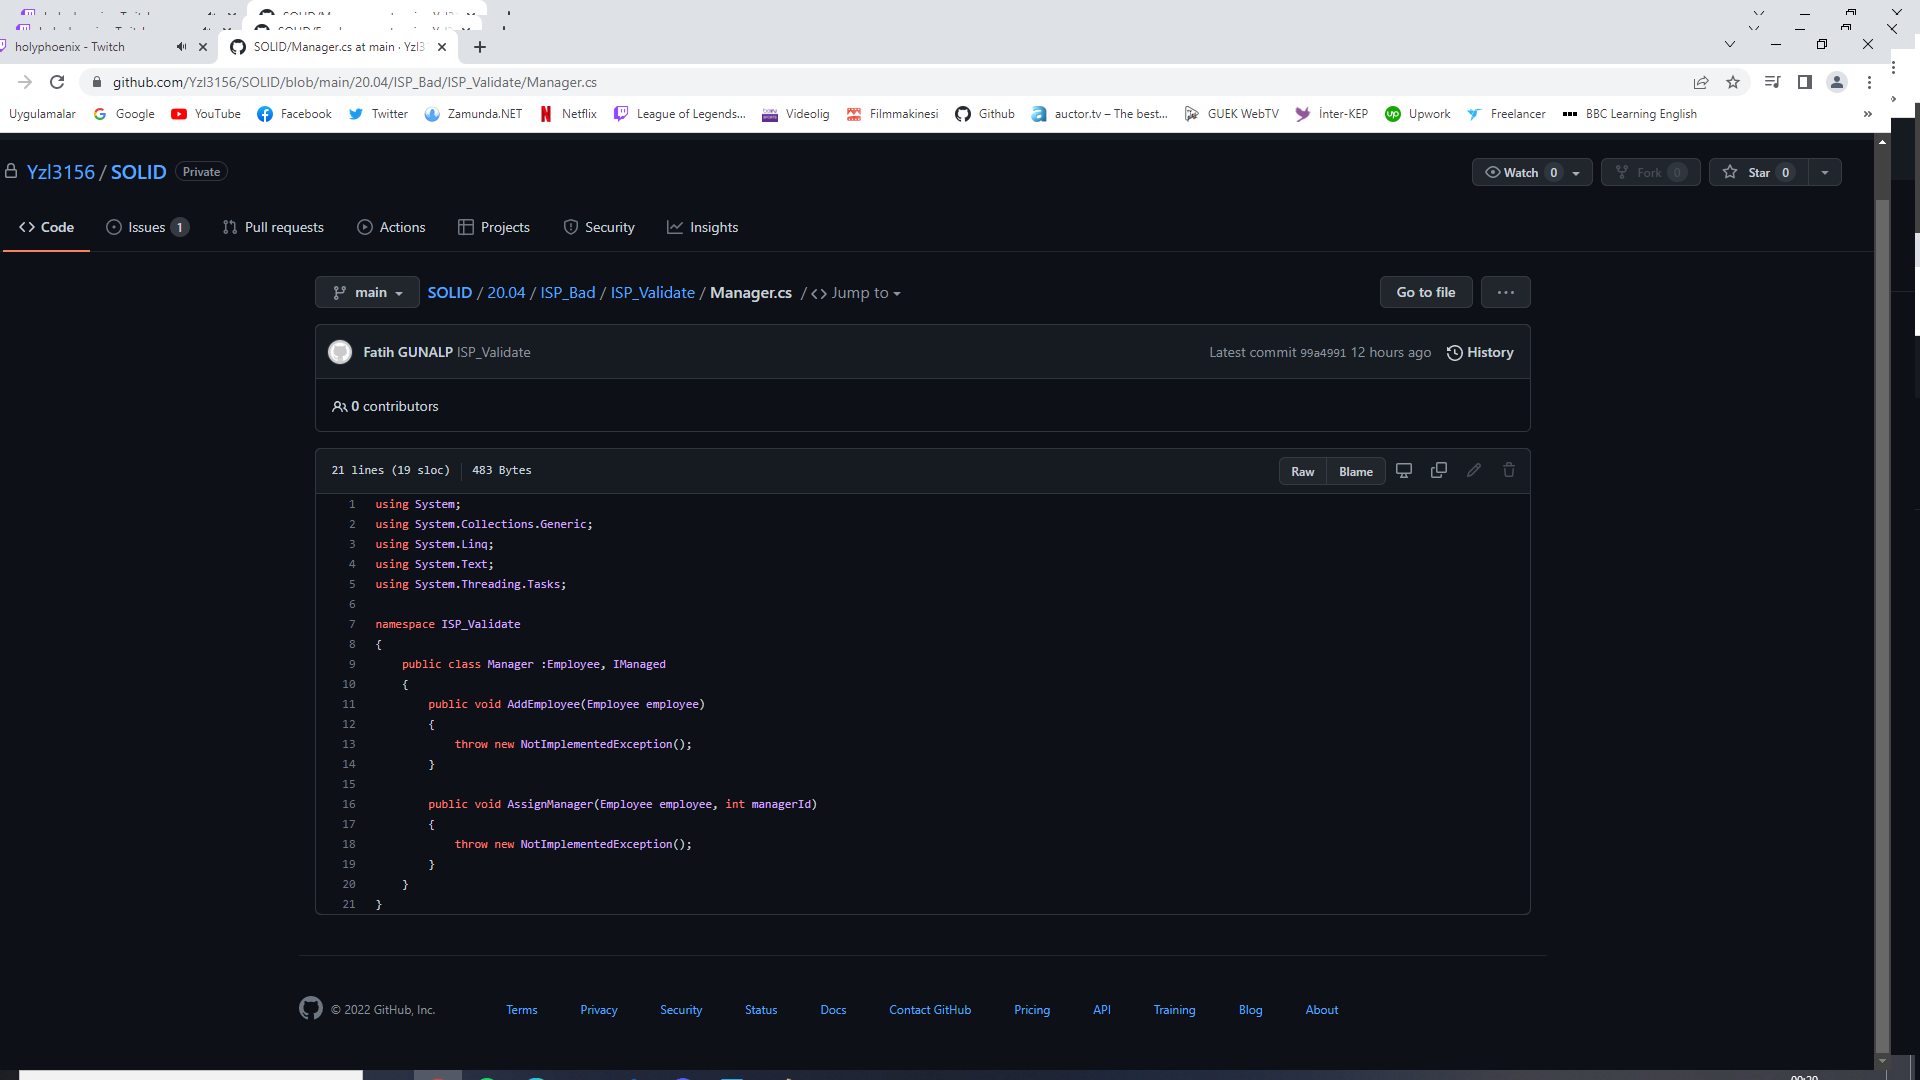 holyphoenix - Twitch
SOLID/Manager.cs at main · Yzl3
github.com/Yzl3156/SOLID/blob/main/20.04/ISP_Bad/ISP_Validate/Manager.cs
Uygulamalar Google YouTube Facebook Twitter Zamunda.NET Netflix League of Legends... Videolig Filmmakinesi Github auctor.tv – The best... GUEK WebTV İnter-KEP Upwork Freelancer BBC Learning English »
Yzl3156 / SOLID Private
Watch 0 Fork 0 Star 0
Code Issues 1 Pull requests Actions Projects Security Insights
main SOLID / 20.04 / ISP_Bad / ISP_Validate / Manager.cs / <> Jump to
Go to file ...
Fatih GUNALP ISP_Validate
Latest commit 99a4991 12 hours ago History
0 contributors
21 lines (19 sloc) 483 Bytes
Raw Blame
1 using System;
2 using System.Collections.Generic;
3 using System.Linq;
4 using System.Text;
5 using System.Threading.Tasks;
6
7 namespace ISP_Validate
8 {
9 public class Manager :Employee, IManaged
10 {
11 public void AddEmployee(Employee employee)
12 {
13 throw new NotImplementedException();
14 }
15
16 public void AssignManager(Employee employee, int managerId)
17 {
18 throw new NotImplementedException();
19 }
20 }
21 }
© 2022 GitHub, Inc. Terms Privacy Security Status Docs Contact GitHub Pricing API Training Blog About